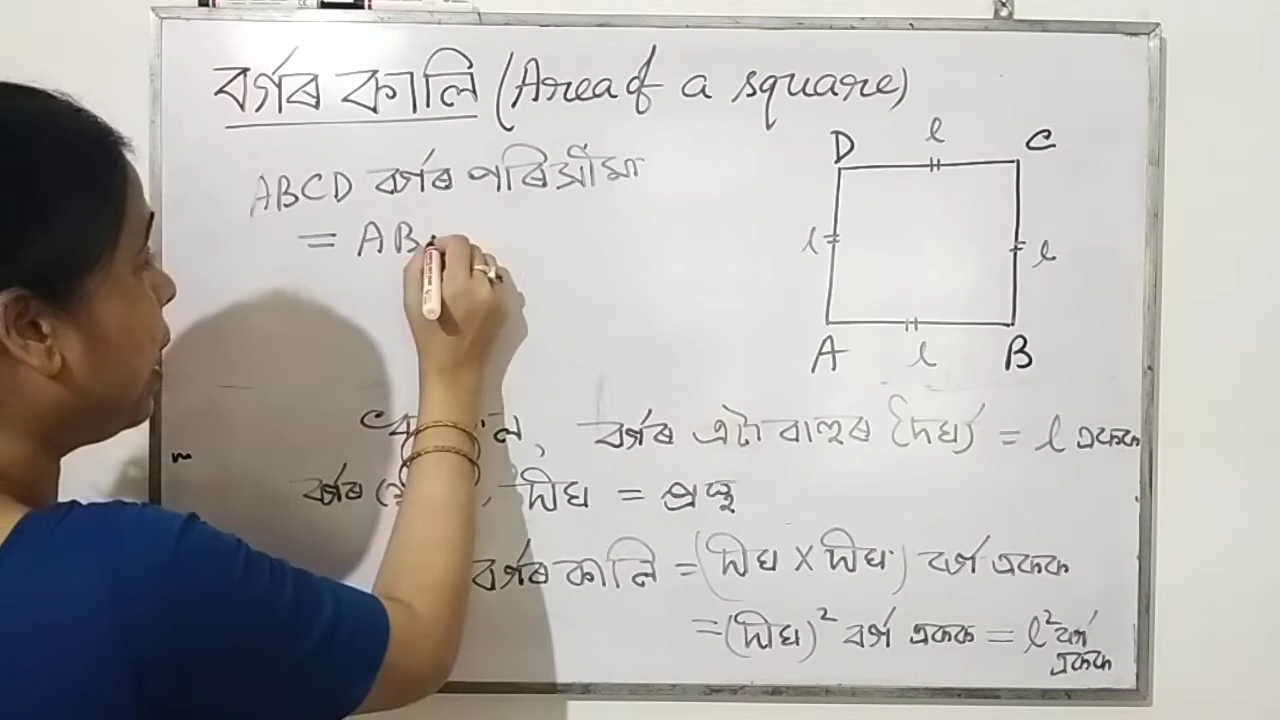 বৰ্গৰ কালি (Area of a square)
ABCD বৰ্গৰ পৰিসীমা
= AB
D l C
l l
A l B
বৰ্গৰ এটা বাহুৰ (দৈৰ্ঘ্য) = l একক
বৰ্গৰ দীঘ = প্ৰস্থ
বৰ্গৰ কালি = (দীঘ X দীঘ) বৰ্গ একক
= (দীঘ)² বৰ্গ একক = l² বৰ্গ
একক